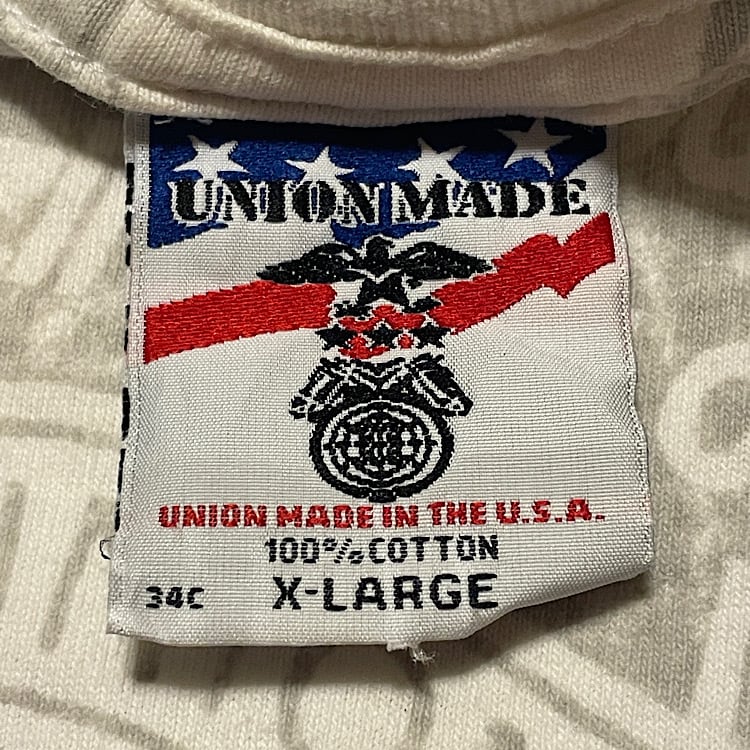 UNION MADE
UNION MADE IN THE U.S.A.
100% COTTON
34C X-LARGE